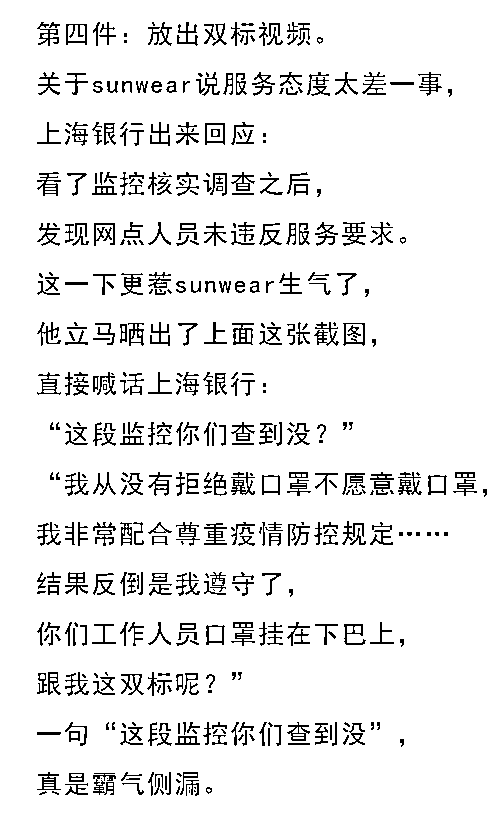 第四件：放出双标视频。
关于sunwear说服务态度太差一事，
上海银行出来回应：
看了监控核实调查之后，
发现网点人员未违反服务要求。
这一下更惹sunwear生气了，
他立马晒出了上面这张截图，
直接喊话上海银行：
“这段监控你们查到没？”
“我从没有拒绝戴口罩不愿意戴口罩，
我非常配合尊重疫情防控规定……
结果反倒是我遵守了，
你们工作人员口罩挂在下巴上，
跟我这双标呢？”
一句“这段监控你们查到没”，
真是霸气侧漏。